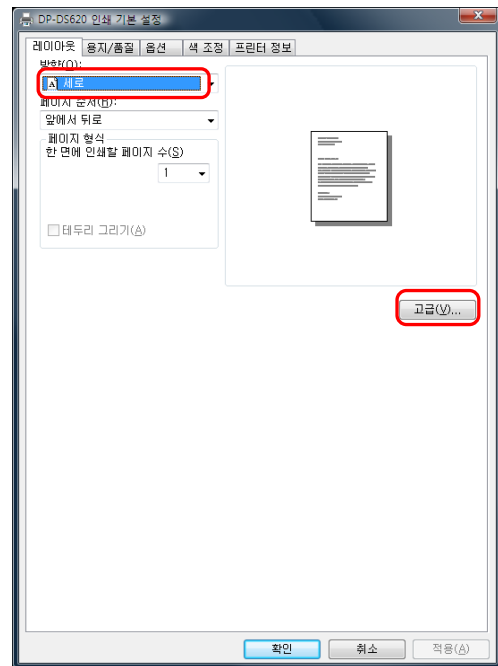 DP-DS620 인쇄 기본 설정
레이아웃 용지/품질 옵션 색 조정 프린터 정보
방향(O):
세로
페이지 순서(R):
앞에서 뒤로
페이지 형식
한 면에 인쇄할 페이지 수(S)
1
테두리 그리기(A)
고급(V)...
확인 취소 적용(A)